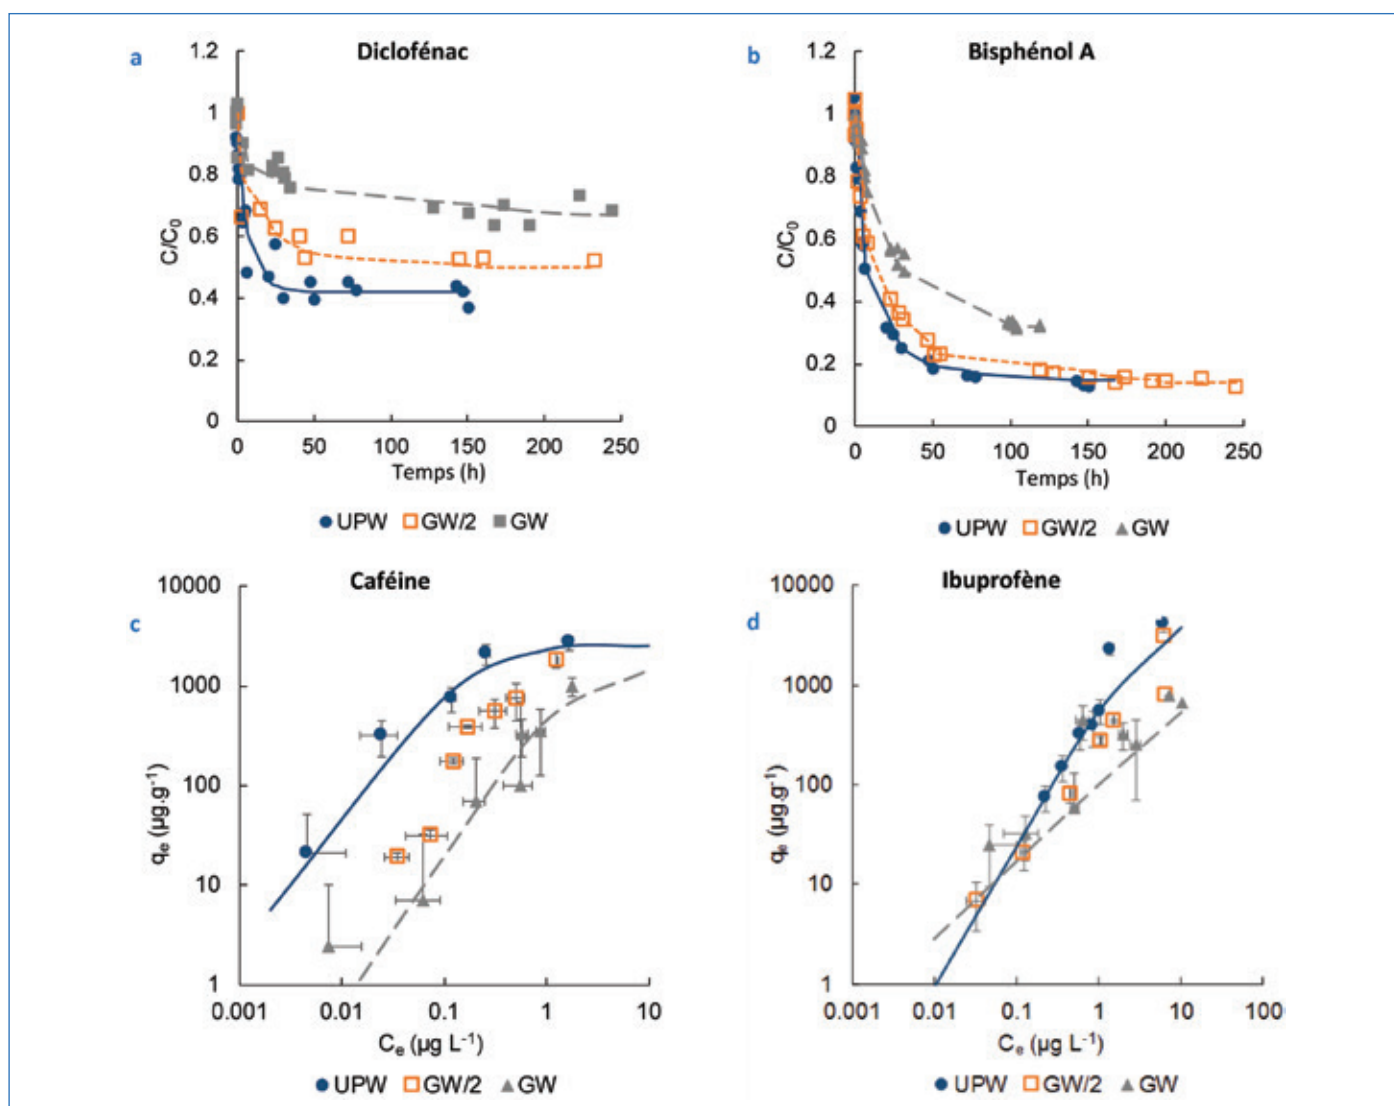 a
Diclofénac
1.2
1
0.8
0.6
0.4
0.2
0
C/C0
0 50 100 150 200 250
Temps (h)
UPW GW/2 GW
b
Bisphénol A
1.2
1
0.8
0.6
0.4
0.2
0
C/C0
0 50 100 150 200 250
Temps (h)
UPW GW/2 GW
c
Caféine
10000
1000
100
10
1
qe (µg.g-1)
0.001 0.01 0.1 1 10
Ce (µg L-1)
UPW GW/2 GW
d
Ibuprofène
10000
1000
100
10
1
qe (µg.g-1)
0.001 0.01 0.1 1 10 100
Ce (µg L-1)
UPW GW/2 GW